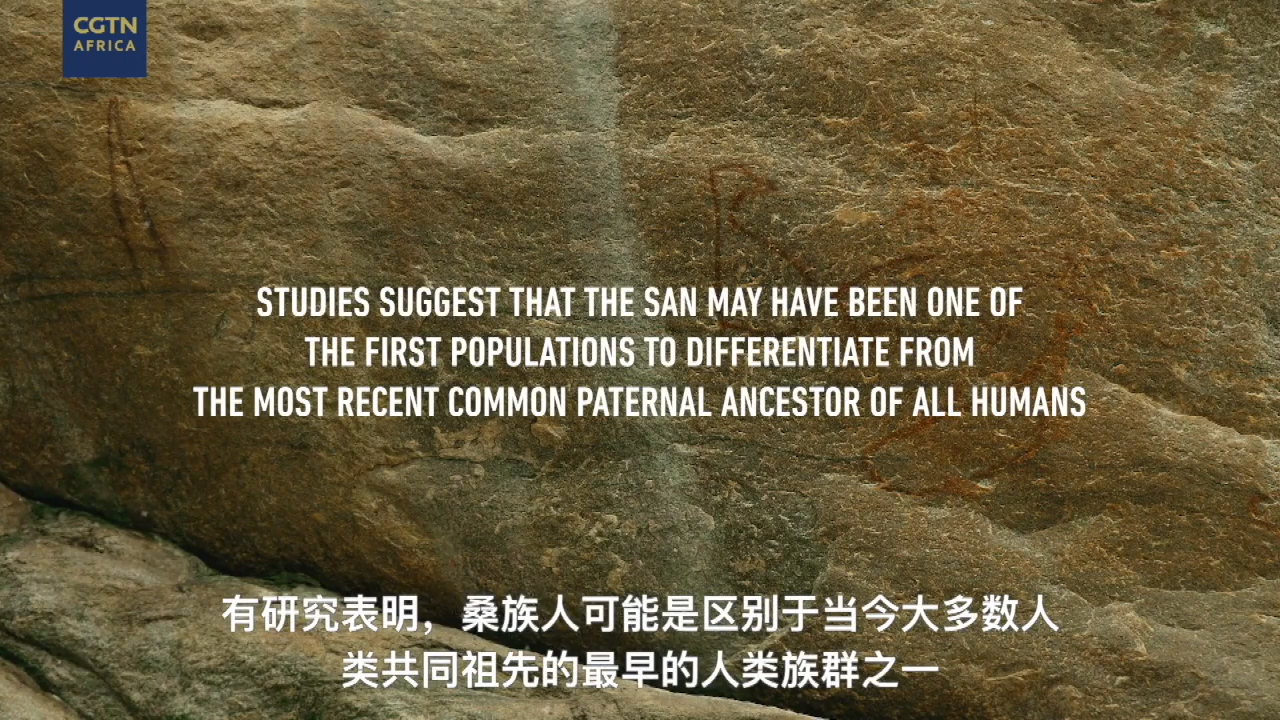 CGTN
AFRICA
STUDIES SUGGEST THAT THE SAN MAY HAVE BEEN ONE OF
THE FIRST POPULATIONS TO DIFFERENTIATE FROM
THE MOST RECENT COMMON PATERNAL ANCESTOR OF ALL HUMANS
有研究表明，桑族人可能是区别于当今大多数人
类共同祖先的最早的人类族群之一